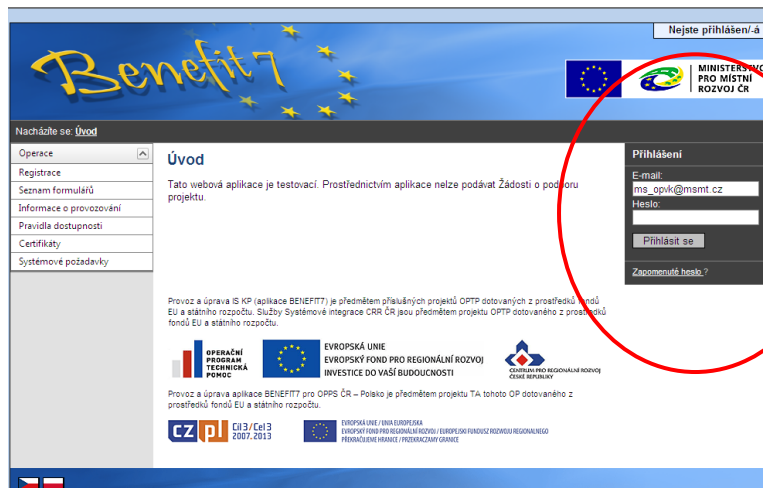 Nejste přihlášen/-á
Benefit7
MINISTERSTVO
PRO MÍSTNÍ
ROZVOJ ČR
Nacházíte se: Úvod
Operace
Registrace
Seznam formulářů
Informace o provozování
Pravidla dostupnosti
Certifikáty
Systémové požadavky
Úvod
Tato webová aplikace je testovací. Prostřednictvím aplikace nelze podávat Žádosti o podporu
projektu.
Přihlášení
E-mail:
ms_opvk@msmt.cz
Heslo:
Přihlásit se
Zapomenuté heslo ?
Provoz a úprava IS KP (aplikace BENEFIT7) je předmětem příslušných projektů OPTP dotovaných z prostředků fondů
EU a státního rozpočtu. Služby Systémové integrace CRR ČR jsou předmětem projektu OPTP dotovaného z prostředků
fondů EU a státního rozpočtu.
OPERAČNÍ
PROGRAM
TECHNICKÁ
POMOC
EVROPSKÁ UNIE
EVROPSKÝ FOND PRO REGIONÁLNÍ ROZVOJ
INVESTICE DO VAŠÍ BUDOUCNOSTI
CENTRUM PRO REGIONÁLNÍ ROZVOJ
ČESKÉ REPUBLIKY
Provoz a úprava aplikace BENEFIT7 pro OPPS ČR – Polsko je předmětem projektu TA tohoto OP dotovaného z
prostředků fondů EU a státního rozpočtu.
CZ pl
Cíl 3 / Cel 3
2007.2013
EVROPSKÁ UNIE / UNIA EUROPEJSKA
EVROPSKÝ FOND PRO REGIONÁLNÍ ROZVOJ / EUROPEJSKI FUNDUSZ ROZWOJU REGIONALNEGO
PŘEKRAČUJEME HRANICE / PRZEKRACZAMY GRANICE